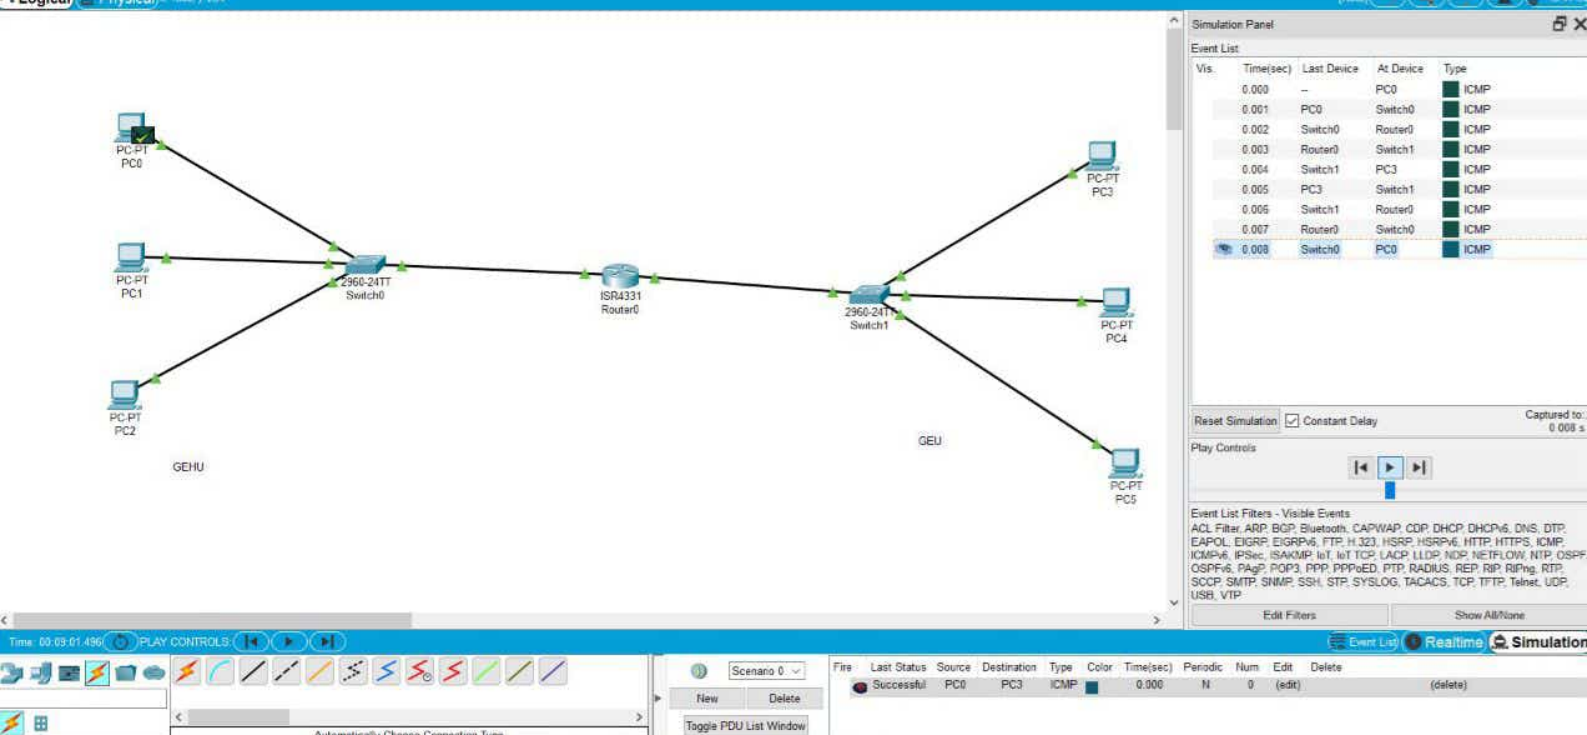 Logical Physical
Simulation Panel
Event List
Vis. Time(sec) Last Device At Device Type
0.000 -- PC0 ICMP
0.001 PC0 Switch0 ICMP
0.002 Switch0 Router0 ICMP
0.003 Router0 Switch1 ICMP
0.004 Switch1 PC3 ICMP
0.005 PC3 Switch1 ICMP
0.006 Switch1 Router0 ICMP
0.007 Router0 Switch0 ICMP
0.008 Switch0 PC0 ICMP
PC-PT
PC0
PC-PT
PC3
PC-PT
PC1
2960-24TT
Switch0
ISR4331
Router0
2960-24TT
Switch1
PC-PT
PC4
PC-PT
PC2
GEHU
GEU
PC-PT
PC5
Reset Simulation Constant Delay Captured to:
0.008 s
Play Controls
Event List Filters - Visible Events
ACL Filter, ARP, BGP, Bluetooth, CAPWAP, CDP, DHCP, DHCPv6, DNS, DTP,
EAPOL, EIGRP, EIGRPv6, FTP, H.323, HSRP, HSRPv6, HTTP, HTTPS, ICMP,
ICMPv6, IPSec, ISAKMP, IoT, IoT TCP, LACP, LLDP, NDP, NETFLOW, NTP, OSPF,
OSPFv6, PAgP, POP3, PPP, PPPoED, PTP, RADIUS, REP, RIP, RIPng, RTP,
SCCP, SMTP, SNMP, SSH, STP, SYSLOG, TACACS, TCP, TFTP, Telnet, UDP,
USB, VTP
Edit Filters Show All/None
Time: 00:09:01.496 PLAY CONTROLS: Event List Realtime Simulation
Scenario 0
New Delete
Toggle PDU List Window
Fire Last Status Source Destination Type Color Time(sec) Periodic Num Edit Delete
Successful PC0 PC3 ICMP 0.000 N 0 (edit) (delete)
Automatically Choose Connection Type